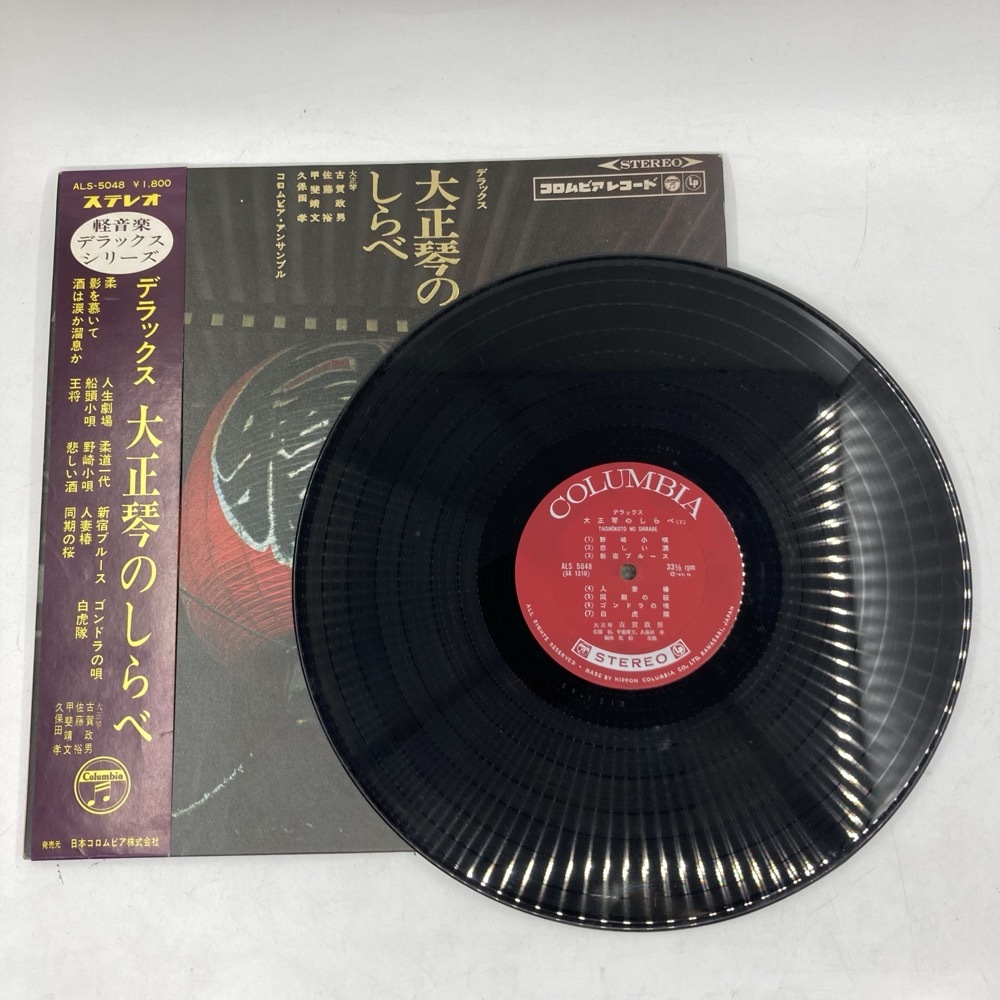 ALS-5048 ¥1,800
ステレオ
軽音楽
デラックス
シリーズ
デラックス 大正琴のしらべ
柔
影を慕いて
酒は涙か溜息か
人生劇場
船頭小唄
王将
柔道一代
野崎小唄
悲しい酒
新宿ブルース
人妻椿
同期の桜
ゴンドラの唄
白虎隊
大正琴
古賀政男
佐藤裕
甲斐靖文
久保田孝
Columbia
発売元 日本コロムビア株式会社
STEREO
コロムビアレコード
LP
デラックス
大正琴の
しらべ
大正琴
古賀政男
佐藤裕
甲斐靖文
久保田孝
コロムビア・アンサンブル
COLUMBIA
デラックス
大正琴のしらべ
TAISHOKOTO NO SHIRABE
(1) 野崎小唄
(2) 悲しい酒
(3) 新宿ブルース
ALS 5048
(SX 1210)
33⅓ rpm
(4) 人妻椿
(5) 同期の桜
(6) ゴンドラの唄
(7) 白虎隊
大正琴 古賀政男
STEREO
LP
ALL RIGHTS RESERVED • MADE BY NIPPON COLUMBIA CO., LTD. KAWASAKI, JAPAN